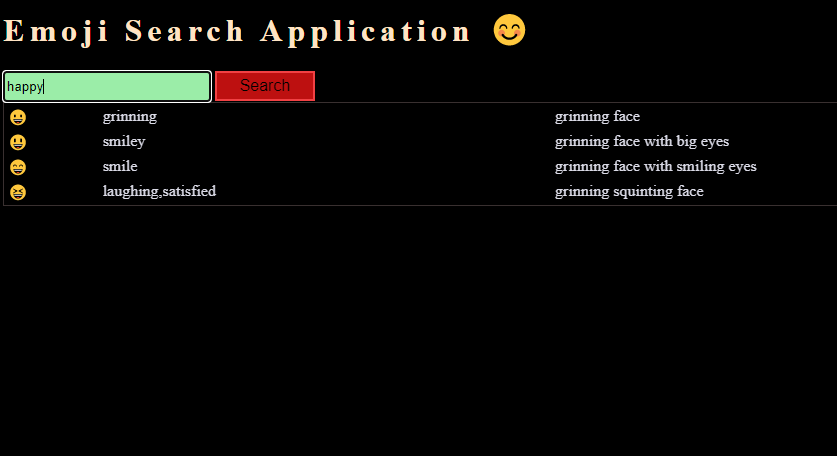 Emoji Search Application 😊
happy
Search
😀 grinning grinning face
😃 smiley grinning face with big eyes
😄 smile grinning face with smiling eyes
😆 laughing,satisfied grinning squinting face